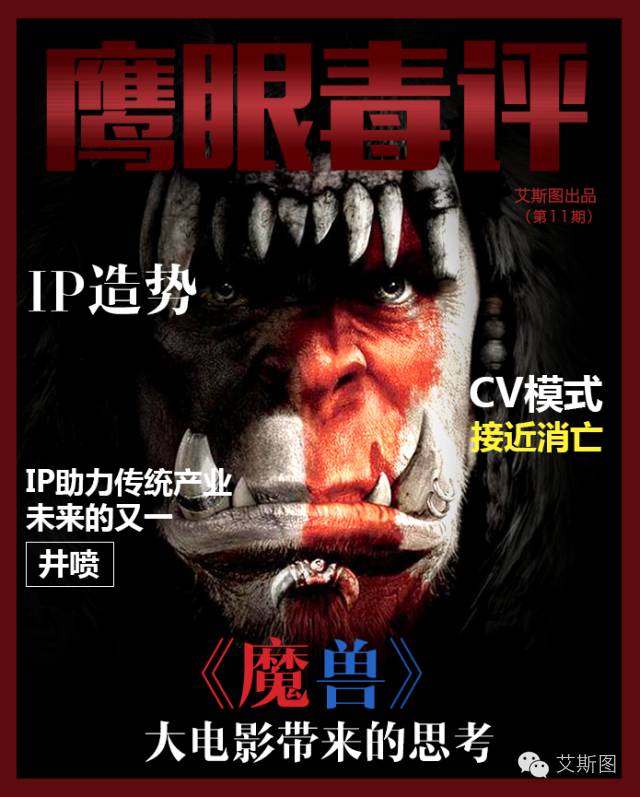 鹰眼毒评
艾斯图出品
（第11期）
IP造势
CV模式
接近消亡
IP助力传统产业
未来的又一
井喷
《魔兽》
大电影带来的思考
艾斯图